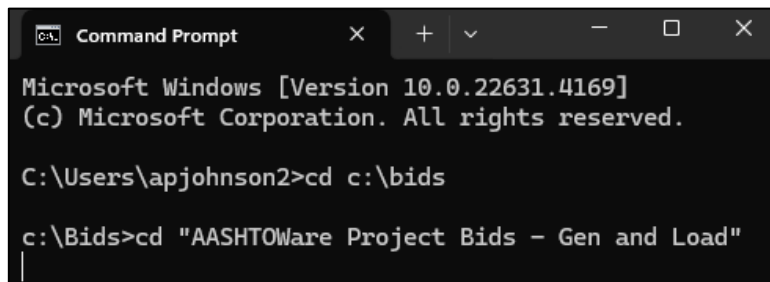 Command Prompt
Microsoft Windows [Version 10.0.22631.4169]
(c) Microsoft Corporation. All rights reserved.
C:\Users\apjohnson2>cd c:\bids
c:\Bids>cd "AASHTOWare Project Bids - Gen and Load"